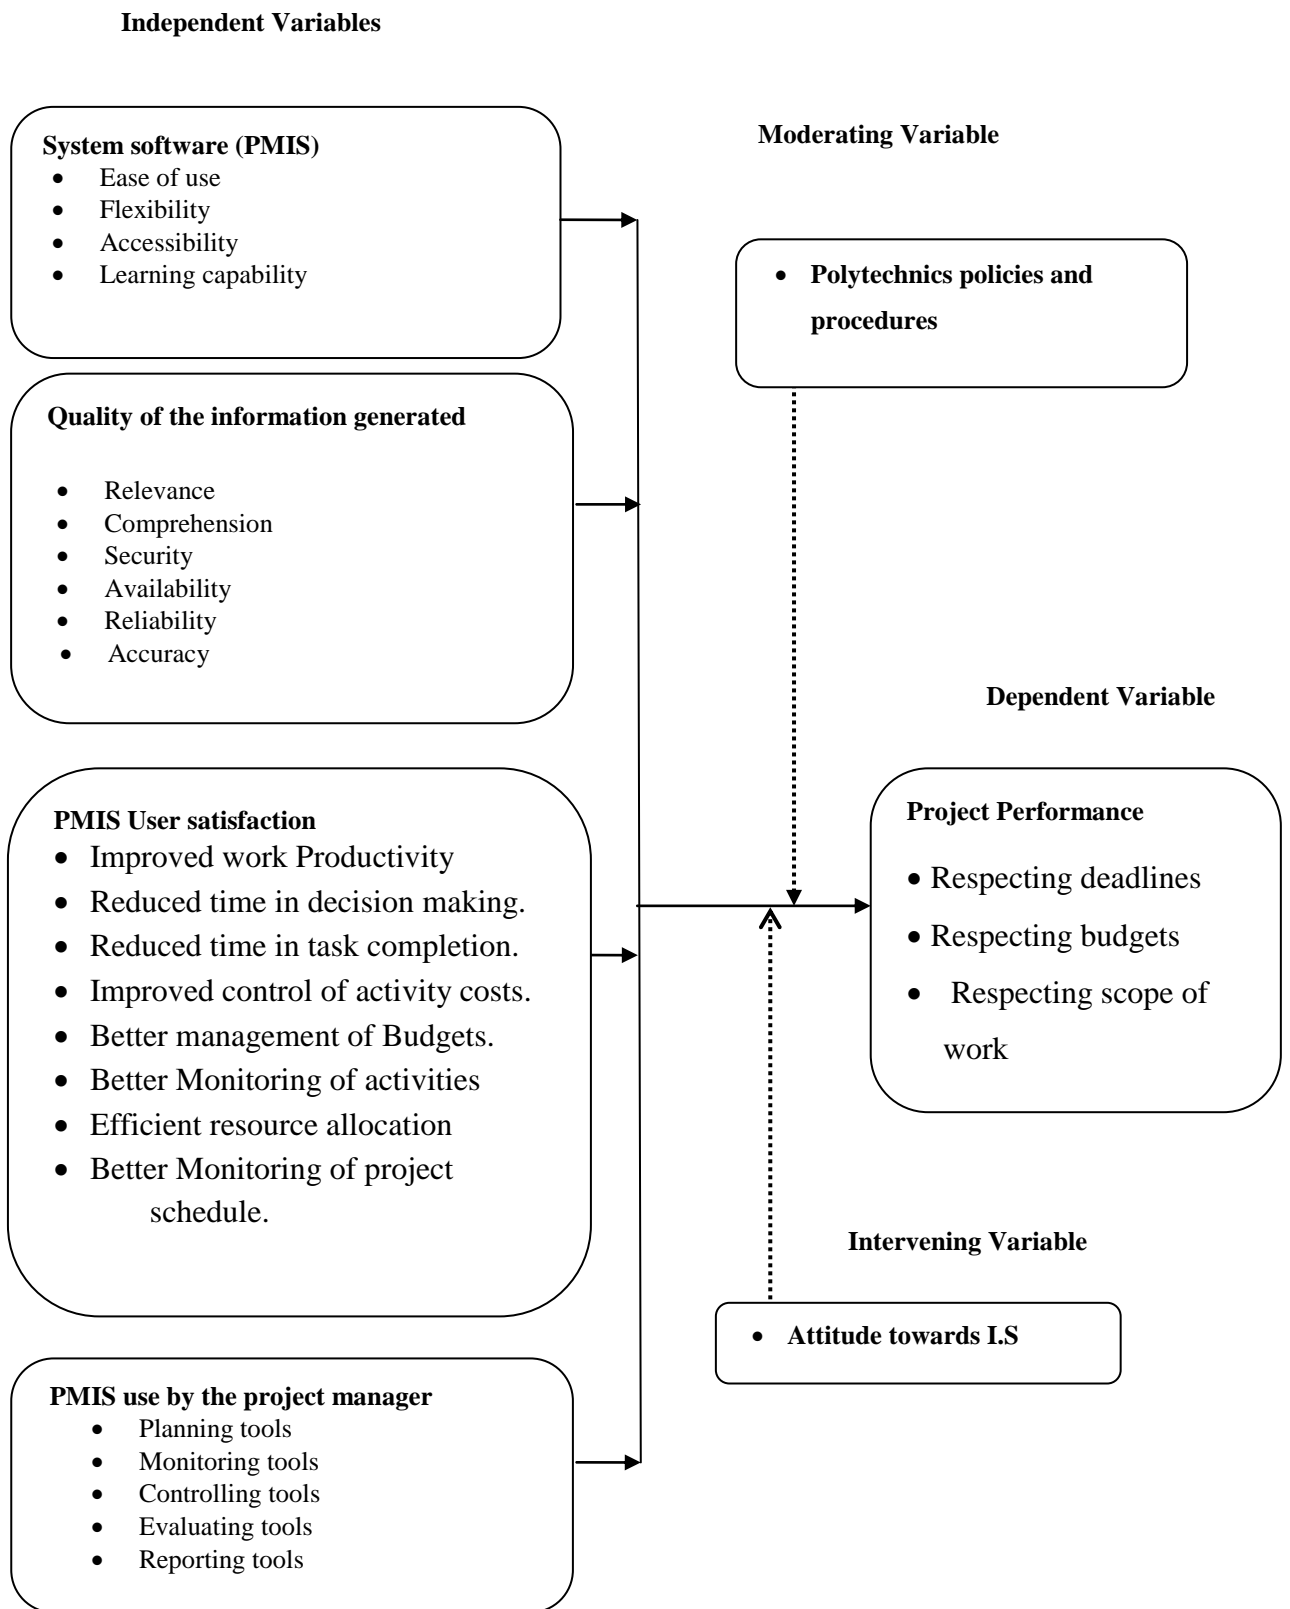 Independent Variables
System software (PMIS)
• Ease of use
• Flexibility
• Accessibility
• Learning capability
Quality of the information generated
• Relevance
• Comprehension
• Security
• Availability
• Reliability
• Accuracy
PMIS User satisfaction
• Improved work Productivity
• Reduced time in decision making.
• Reduced time in task completion.
• Improved control of activity costs.
• Better management of Budgets.
• Better Monitoring of activities
• Efficient resource allocation
• Better Monitoring of project
schedule.
PMIS use by the project manager
• Planning tools
• Monitoring tools
• Controlling tools
• Evaluating tools
• Reporting tools
Moderating Variable
• Polytechnics policies and
procedures
Dependent Variable
Project Performance
• Respecting deadlines
• Respecting budgets
• Respecting scope of
work
Intervening Variable
• Attitude towards I.S